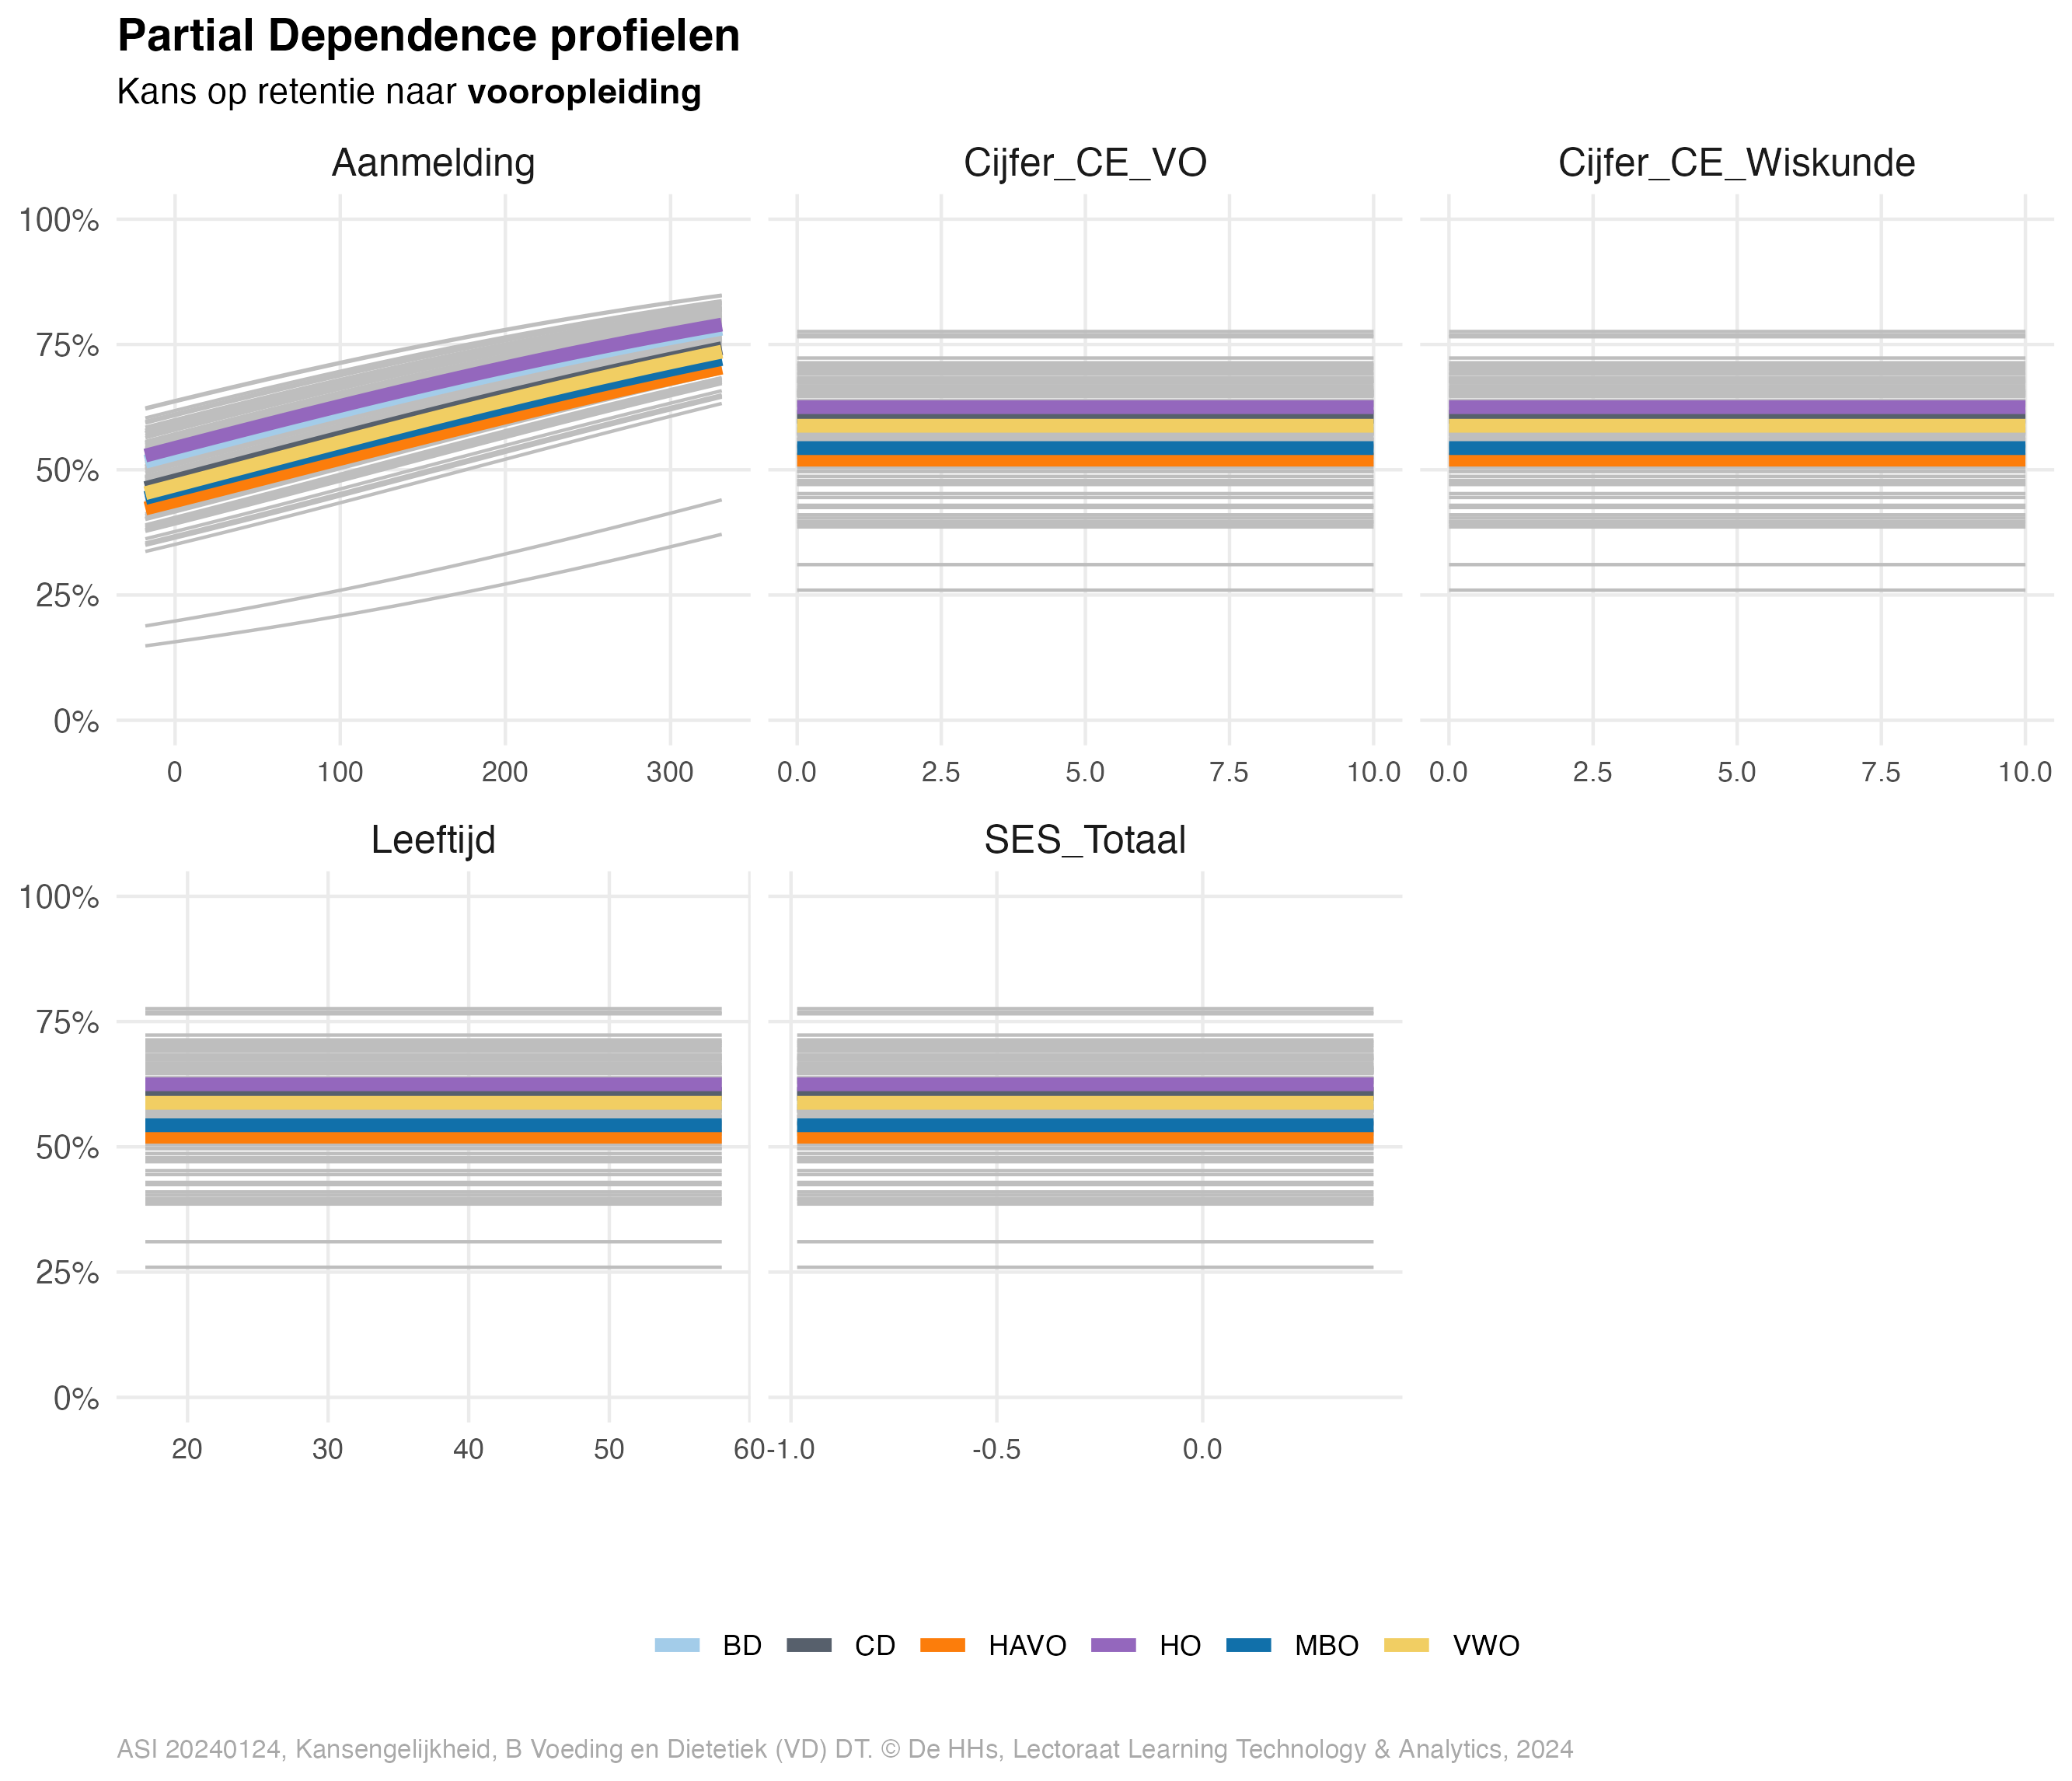 Partial Dependence profielen
Kans op retentie naar vooropleiding
Aanmelding
Cijfer_CE_VO
Cijfer_CE_Wiskunde
100%
75%
50%
25%
0%
0 100 200 300
0.0 2.5 5.0 7.5 10.0
0.0 2.5 5.0 7.5 10.0
Leeftijd
SES_Totaal
100%
75%
50%
25%
0%
20 30 40 50 60
-1.0 -0.5 0.0
BD CD HAVO HO MBO VWO
ASI 20240124, Kansengelijkheid, B Voeding en Dietetiek (VD) DT. © De HHs, Lectoraat Learning Technology & Analytics, 2024